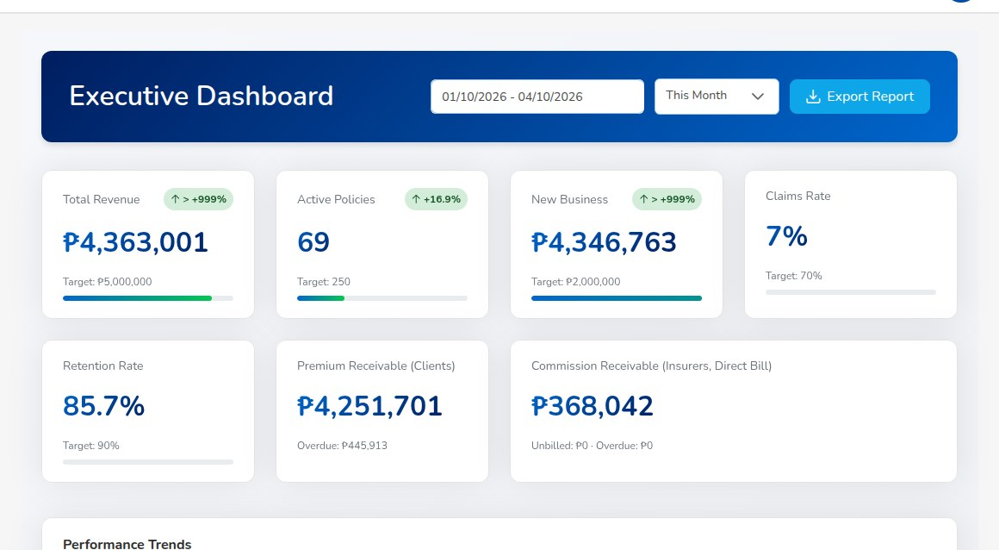 Executive Dashboard
01/10/2026 - 04/10/2026
This Month
Export Report
Total Revenue
↑ > +999%
₱4,363,001
Target: ₱5,000,000
Active Policies
↑ +16.9%
69
Target: 250
New Business
↑ > +999%
₱4,346,763
Target: ₱2,000,000
Claims Rate
7%
Target: 70%
Retention Rate
85.7%
Target: 90%
Premium Receivable (Clients)
₱4,251,701
Overdue: ₱445,913
Commission Receivable (Insurers, Direct Bill)
₱368,042
Unbilled: ₱0 · Overdue: ₱0
Performance Trends